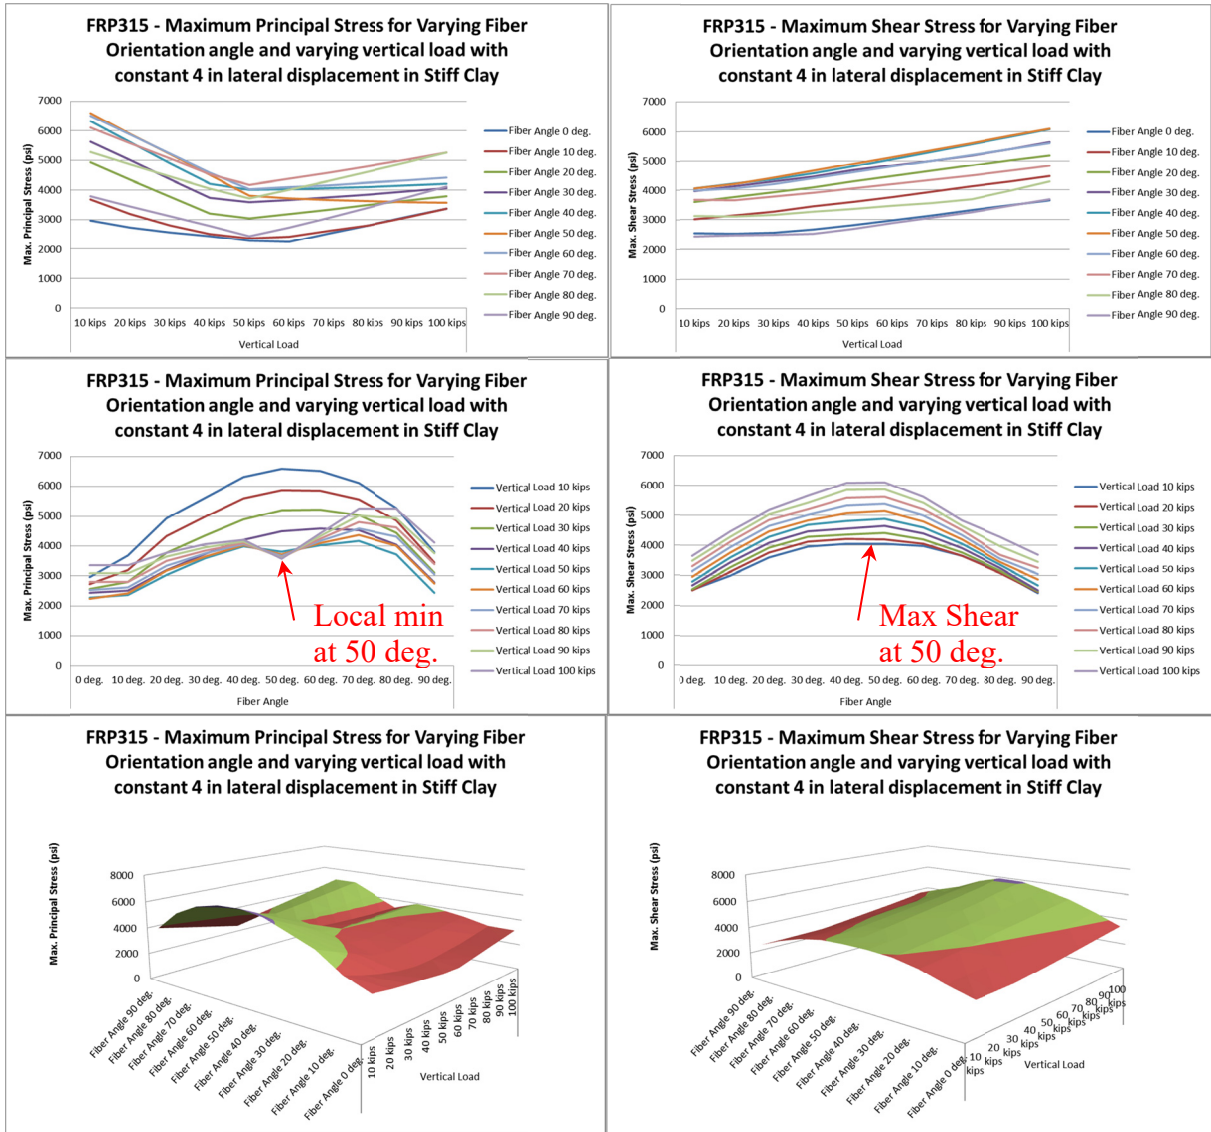 FRP315 - Maximum Principal Stress for Varying Fiber
Orientation angle and varying vertical load with
constant 4 in lateral displacement in Stiff Clay
Max. Principal Stress (psi)
7000
6000
5000
4000
3000
2000
1000
0
10 kips 20 kips 30 kips 40 kips 50 kips 60 kips 70 kips 80 kips 90 kips 100 kips
Vertical Load
Fiber Angle 0 deg.
Fiber Angle 10 deg.
Fiber Angle 20 deg.
Fiber Angle 30 deg.
Fiber Angle 40 deg.
Fiber Angle 50 deg.
Fiber Angle 60 deg.
Fiber Angle 70 deg.
Fiber Angle 80 deg.
Fiber Angle 90 deg.
FRP315 - Maximum Shear Stress for Varying Fiber
Orientation angle and varying vertical load with
constant 4 in lateral displacement in Stiff Clay
Max. Shear Stress (psi)
7000
6000
5000
4000
3000
2000
1000
0
10 kips 20 kips 30 kips 40 kips 50 kips 60 kips 70 kips 80 kips 90 kips 100 kips
Vertical Load
Fiber Angle 0 deg.
Fiber Angle 10 deg.
Fiber Angle 20 deg.
Fiber Angle 30 deg.
Fiber Angle 40 deg.
Fiber Angle 50 deg.
Fiber Angle 60 deg.
Fiber Angle 70 deg.
Fiber Angle 80 deg.
Fiber Angle 90 deg.
FRP315 - Maximum Principal Stress for Varying Fiber
Orientation angle and varying vertical load with
constant 4 in lateral displacement in Stiff Clay
Max. Principal Stress (psi)
7000
6000
5000
4000
3000
2000
1000
0
0 deg. 10 deg. 20 deg. 30 deg. 40 deg. 50 deg. 60 deg. 70 deg. 80 deg. 90 deg.
Fiber Angle
Local min
at 50 deg.
Vertical Load 10 kips
Vertical Load 20 kips
Vertical Load 30 kips
Vertical Load 40 kips
Vertical Load 50 kips
Vertical Load 60 kips
Vertical Load 70 kips
Vertical Load 80 kips
Vertical Load 90 kips
Vertical Load 100 kips
FRP315 - Maximum Shear Stress for Varying Fiber
Orientation angle and varying vertical load with
constant 4 in lateral displacement in Stiff Clay
Max. Shear Stress (psi)
7000
6000
5000
4000
3000
2000
1000
0
0 deg. 10 deg. 20 deg. 30 deg. 40 deg. 50 deg. 60 deg. 70 deg. 80 deg. 90 deg.
Fiber Angle
Max Shear
at 50 deg.
Vertical Load 10 kips
Vertical Load 20 kips
Vertical Load 30 kips
Vertical Load 40 kips
Vertical Load 50 kips
Vertical Load 60 kips
Vertical Load 70 kips
Vertical Load 80 kips
Vertical Load 90 kips
Vertical Load 100 kips
FRP315 - Maximum Principal Stress for Varying Fiber
Orientation angle and varying vertical load with
constant 4 in lateral displacement in Stiff Clay
Max. Principal Stress (psi)
8000
6000
4000
2000
0
Fiber Angle 90 deg.
Fiber Angle 80 deg.
Fiber Angle 70 deg.
Fiber Angle 60 deg.
Fiber Angle 50 deg.
Fiber Angle 40 deg.
Fiber Angle 30 deg.
Fiber Angle 20 deg.
Fiber Angle 10 deg.
Fiber Angle 0 deg.
10 kips
20 kips
30 kips
40 kips
50 kips
60 kips
70 kips
80 kips
90 kips
100 kips
Vertical Load
FRP315 - Maximum Shear Stress for Varying Fiber
Orientation angle and varying vertical load with
constant 4 in lateral displacement in Stiff Clay
Max. Shear Stress (psi)
8000
6000
4000
2000
0
Fiber Angle 90 deg.
Fiber Angle 80 deg.
Fiber Angle 70 deg.
Fiber Angle 60 deg.
Fiber Angle 50 deg.
Fiber Angle 40 deg.
Fiber Angle 30 deg.
Fiber Angle 20 deg.
Fiber Angle 10 deg.
Fiber Angle 0 deg.
10 kips
20 kips
30 kips
40 kips
50 kips
60 kips
70 kips
80 kips
90 kips
100 kips
Vertical Load